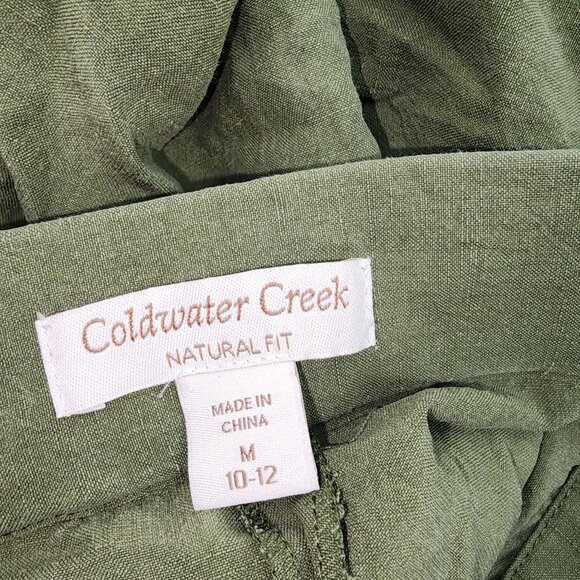 Coldwater Creek
NATURAL FIT
MADE IN
CHINA
M
10-12